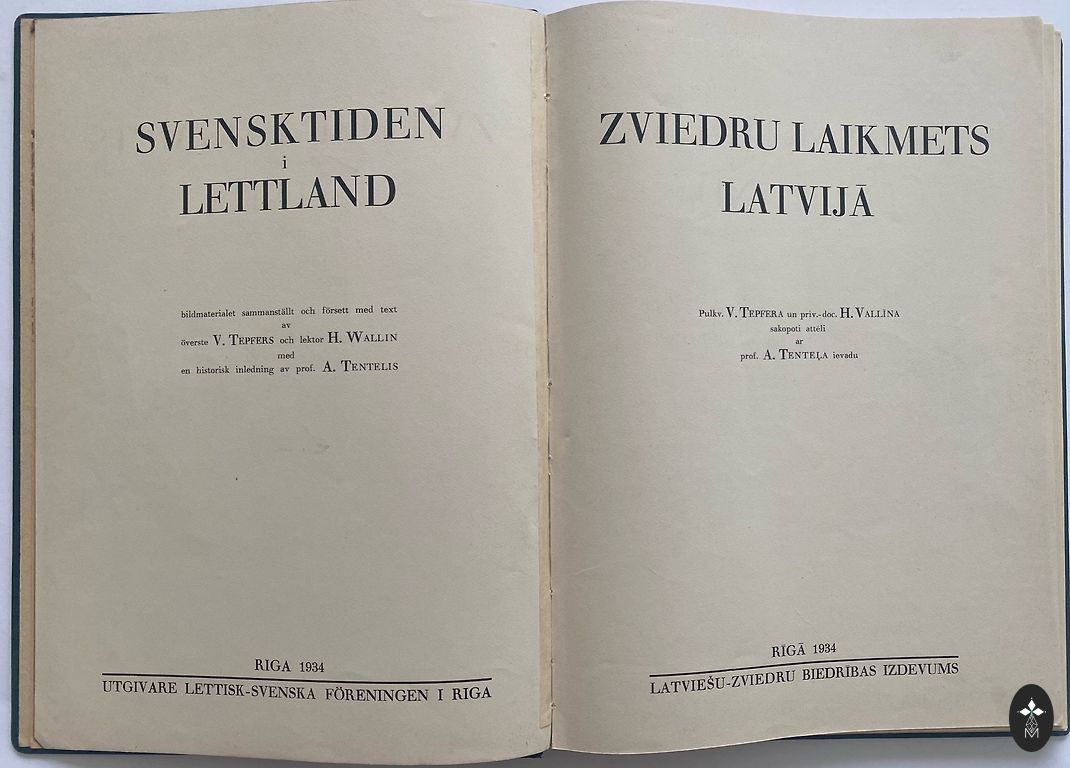 SVENSKTIDEN
i
LETTLAND
bildmaterialet sammanställt och försett med text
av
överste V. TEPFERS och lektor H. WALLIN
med
en historisk inledning av prof. A. TENTELIS
RIGA 1934
UTGIVARE LETTISK-SVENSKA FÖRENINGEN I RIGA
ZVIEDRU LAIKMETS
LATVIJĀ
Pulkv. V. TEPFERA un priv.-doc. H. VALLĪNA
sakopoti attēli
ar
prof. A. TENTEĻA ievadu
RĪGĀ 1934
LATVIEŠU-ZVIEDRU BIEDRĪBAS IZDEVUMS
M